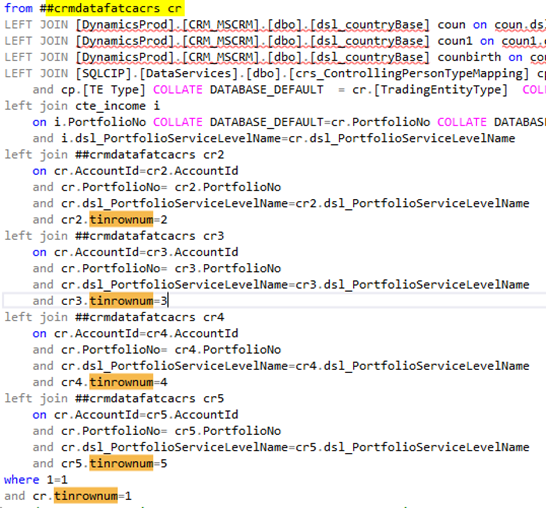 from ##crmdatafatcacrs cr
LEFT JOIN [DynamicsProd].[CRM_MSCRM].[dbo].[dsl_countryBase] coun on coun.ds
LEFT JOIN [DynamicsProd].[CRM_MSCRM].[dbo].[dsl_countryBase] coun1 on coun1.
LEFT JOIN [DynamicsProd].[CRM_MSCRM].[dbo].[dsl_countryBase] counbirth on co
LEFT JOIN [SQLCIP].[DataServices].[dbo].[crs_ControllingPersonTypeMapping] cp
and cp.[TE Type] COLLATE DATABASE_DEFAULT = cr.[TradingEntityType] COL
left join cte_income i
on i.PortfolioNo COLLATE DATABASE_DEFAULT=cr.PortfolioNo COLLATE DATABAS
and i.dsl_PortfolioServiceLevelName=cr.dsl_PortfolioServiceLevelName
left join ##crmdatafatcacrs cr2
on cr.AccountId=cr2.AccountId
and cr.PortfolioNo= cr2.PortfolioNo
and cr.dsl_PortfolioServiceLevelName=cr2.dsl_PortfolioServiceLevelName
and cr2.tinrownum=2
left join ##crmdatafatcacrs cr3
on cr.AccountId=cr3.AccountId
and cr.PortfolioNo= cr3.PortfolioNo
and cr.dsl_PortfolioServiceLevelName=cr3.dsl_PortfolioServiceLevelName
and cr3.tinrownum=3
left join ##crmdatafatcacrs cr4
on cr.AccountId=cr4.AccountId
and cr.PortfolioNo= cr4.PortfolioNo
and cr.dsl_PortfolioServiceLevelName=cr4.dsl_PortfolioServiceLevelName
and cr4.tinrownum=4
left join ##crmdatafatcacrs cr5
on cr.AccountId=cr5.AccountId
and cr.PortfolioNo= cr5.PortfolioNo
and cr.dsl_PortfolioServiceLevelName=cr5.dsl_PortfolioServiceLevelName
and cr5.tinrownum=5
where 1=1
and cr.tinrownum=1